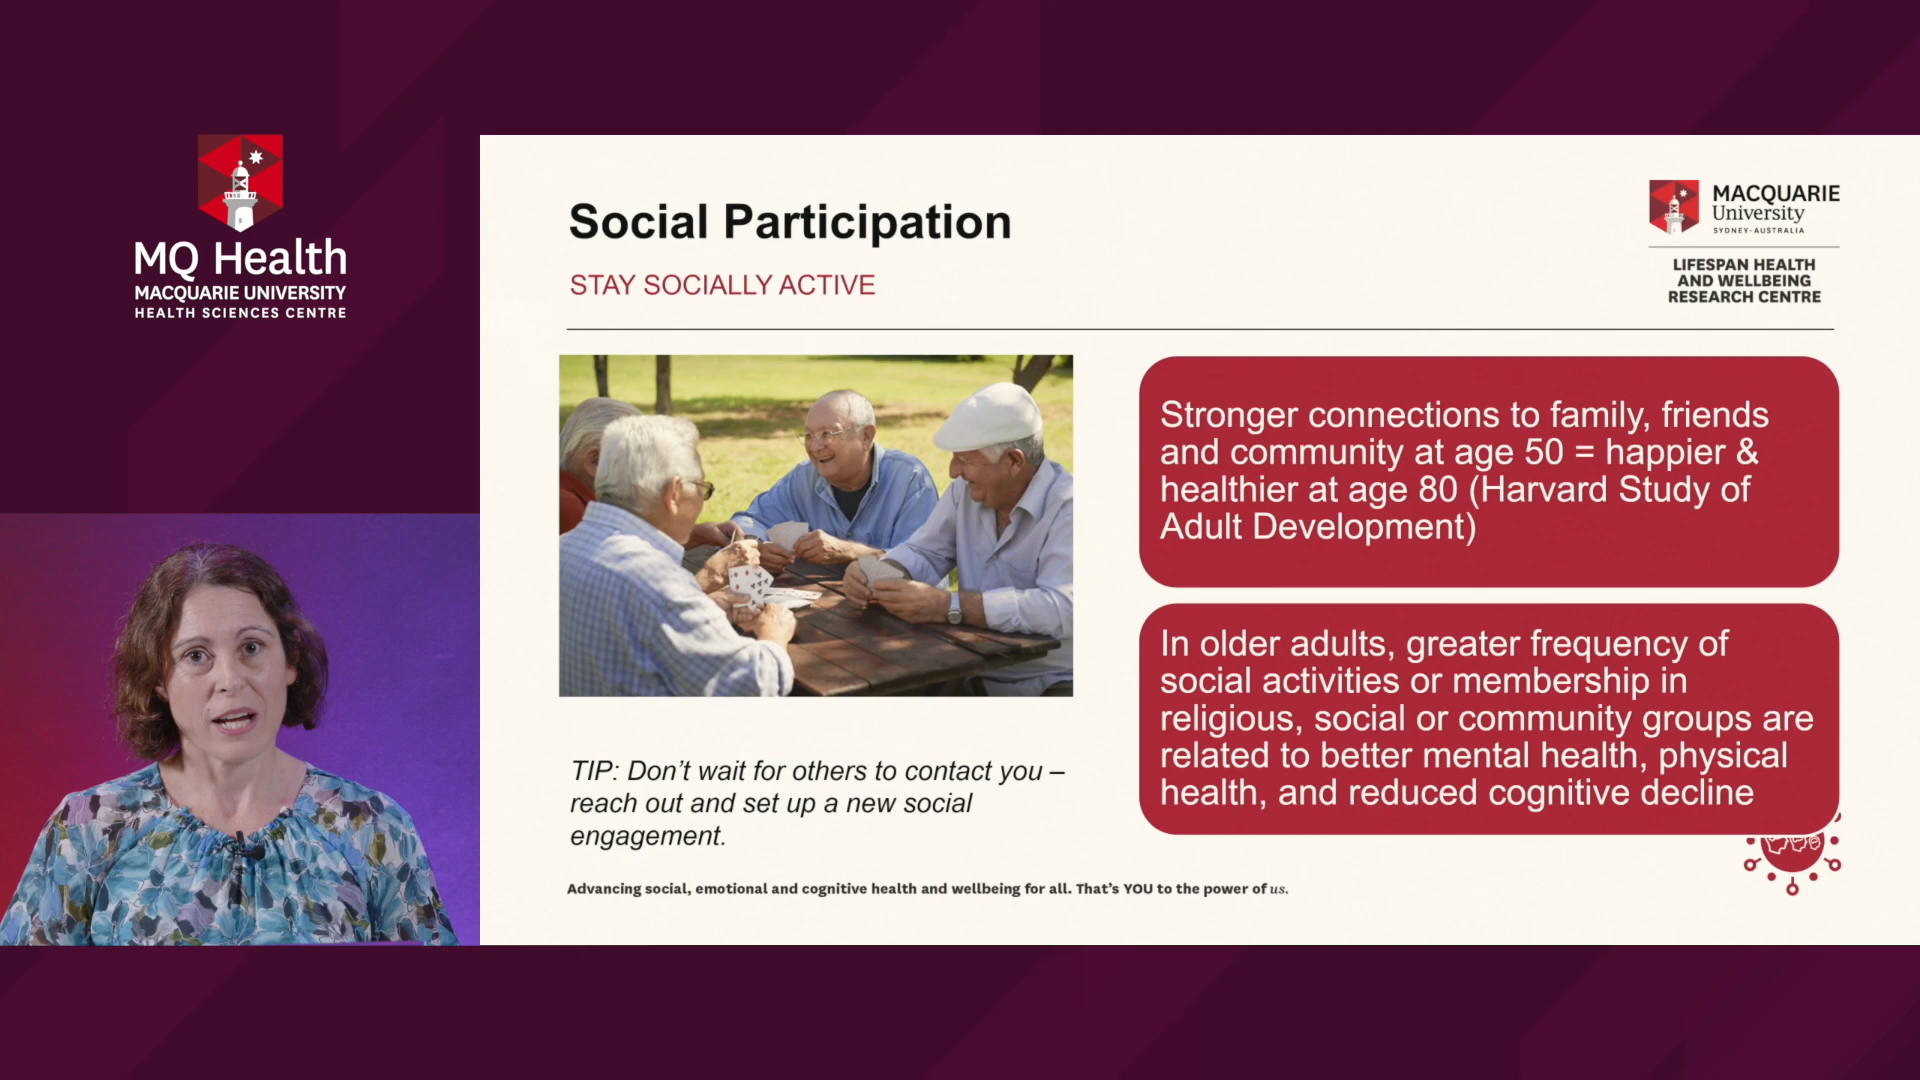 MQ Health
MACQUARIE UNIVERSITY
HEALTH SCIENCES CENTRE
Social Participation
STAY SOCIALLY ACTIVE
MACQUARIE
University
SYDNEY·AUSTRALIA
LIFESPAN HEALTH
AND WELLBEING
RESEARCH CENTRE
Stronger connections to family, friends
and community at age 50 = happier &
healthier at age 80 (Harvard Study of
Adult Development)
In older adults, greater frequency of
social activities or membership in
religious, social or community groups are
related to better mental health, physical
health, and reduced cognitive decline
TIP: Don’t wait for others to contact you –
reach out and set up a new social
engagement.
Advancing social, emotional and cognitive health and wellbeing for all. That’s YOU to the power of us.